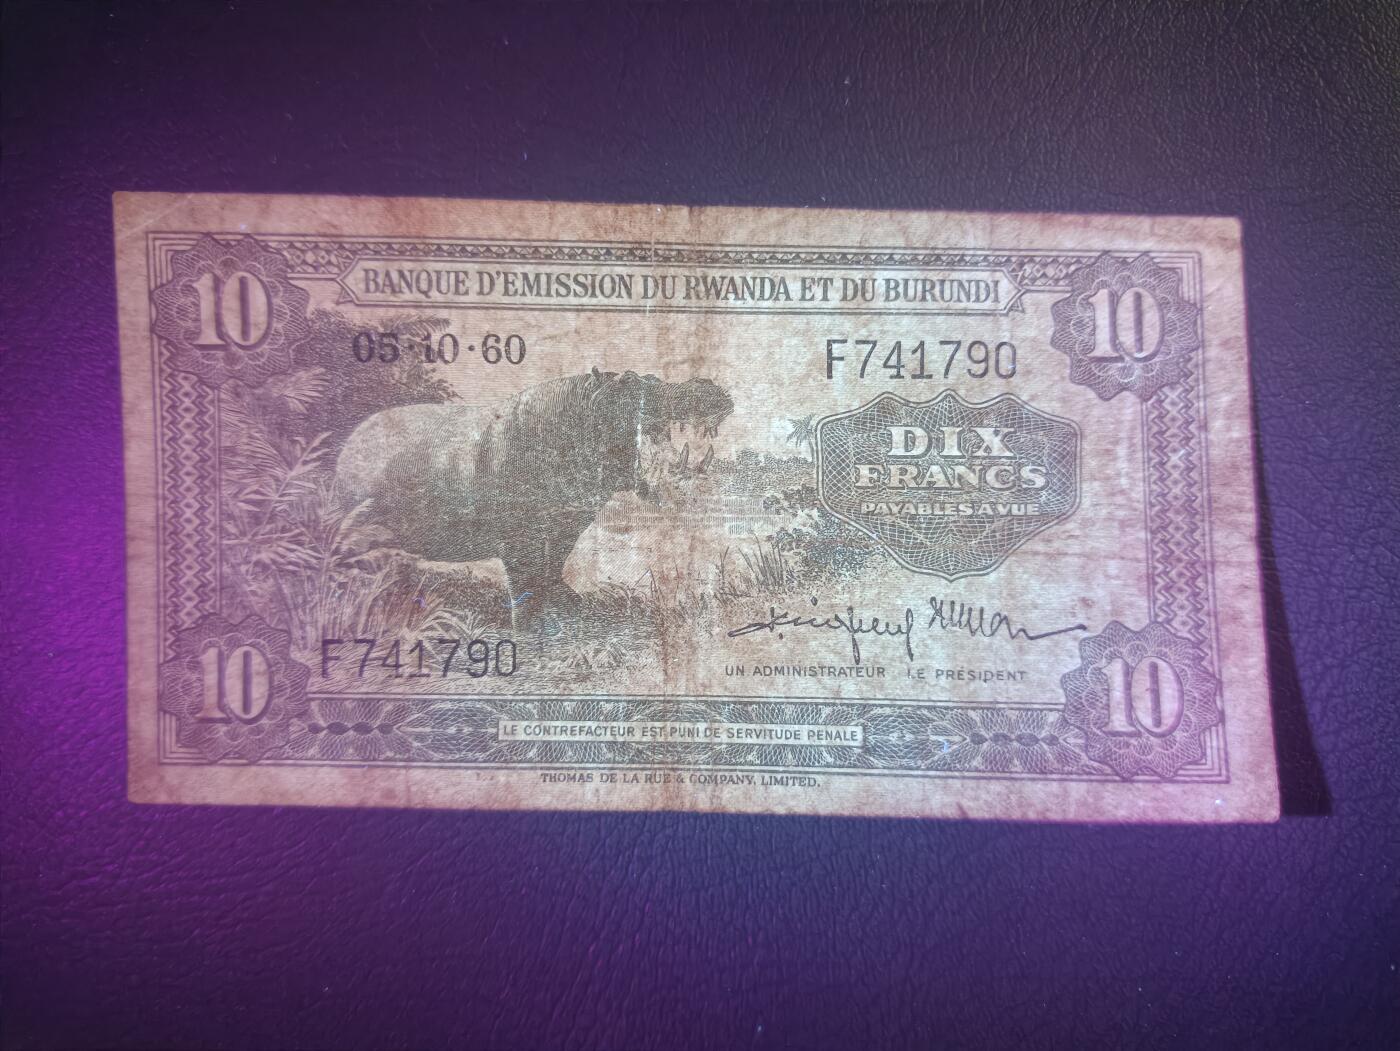 BANQUE D'EMISSION DU RWANDA ET DU BURUNDI
10
10
05·10·60
F741790
DIX
FRANCS
PAYABLES A VUE
F741790
UN ADMINISTRATEUR LE PRÉSIDENT
10
10
LE CONTREFACTEUR EST PUNI DE SERVITUDE PENALE
THOMAS DE LA RUE & COMPANY, LIMITED.